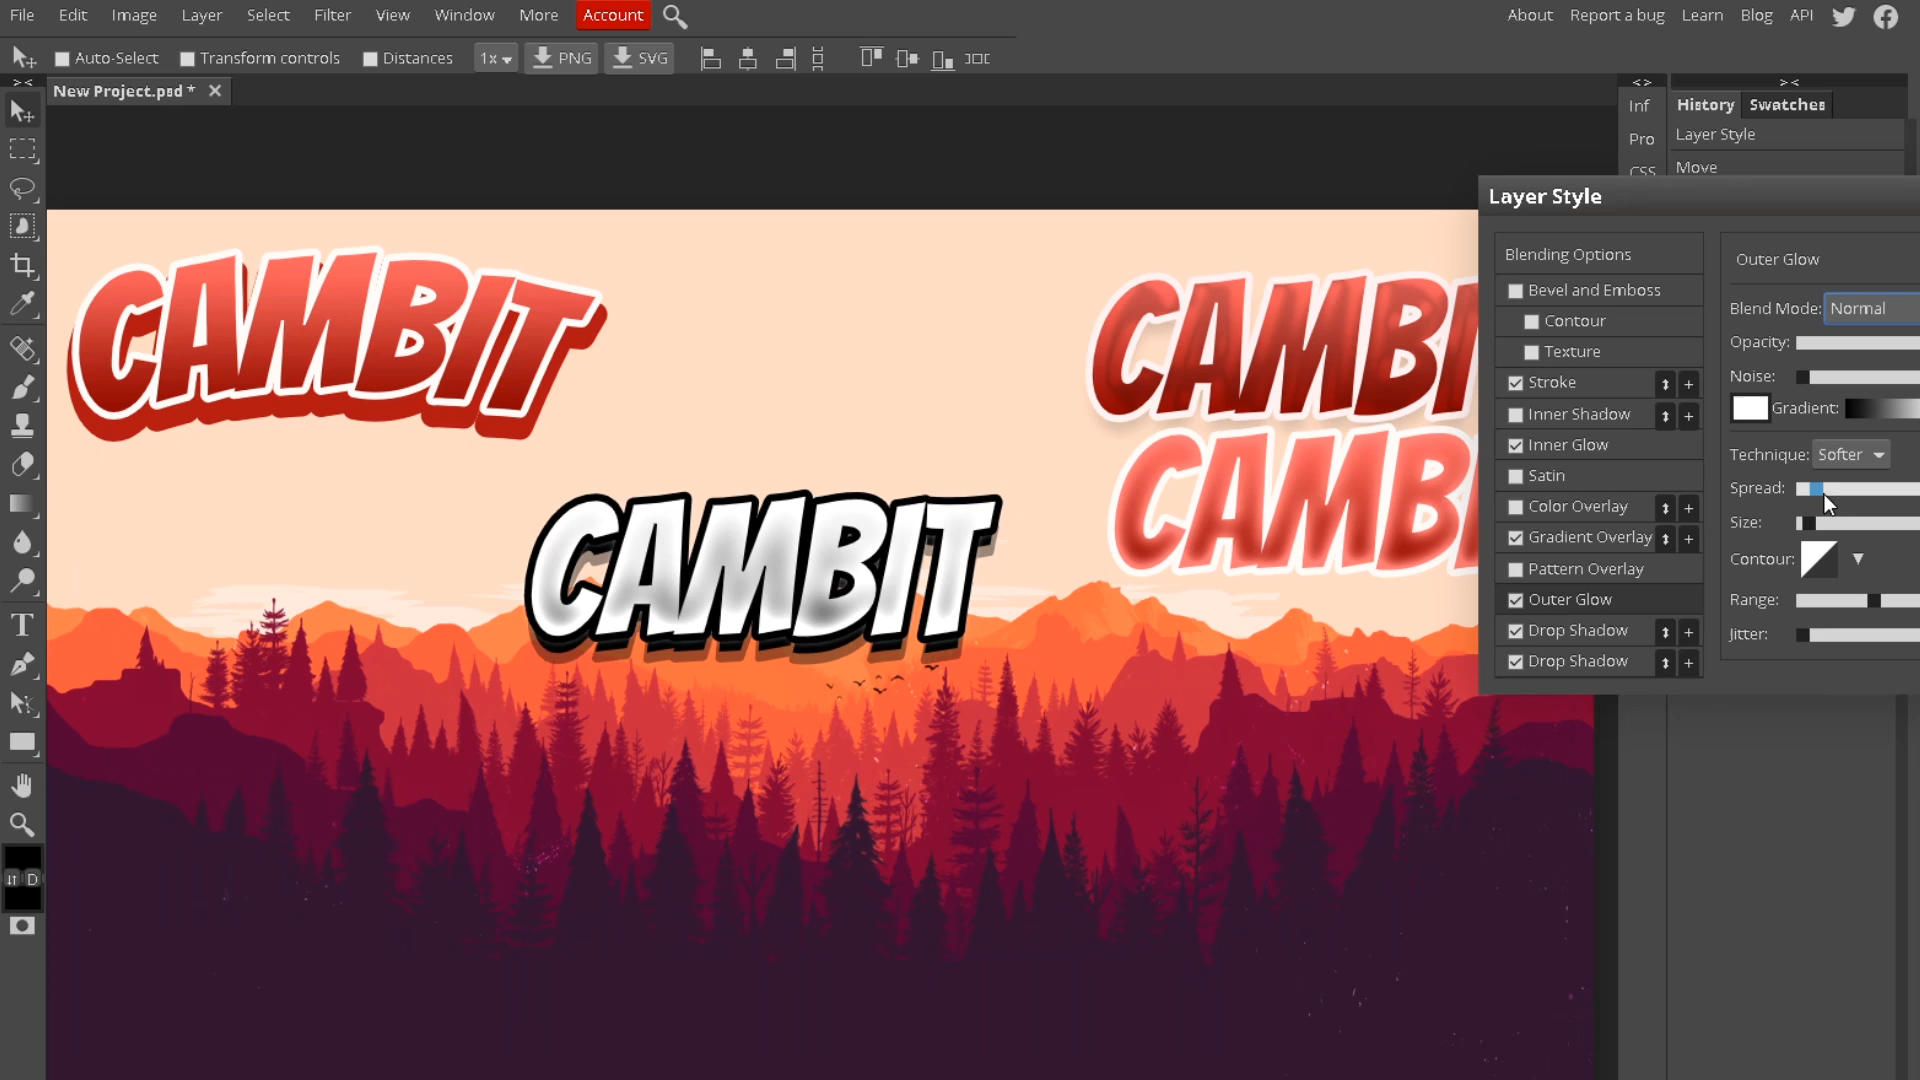 File Edit Image Layer Select Filter View Window More Account About Report a bug Learn Blog API
Auto-Select Transform controls Distances 1x PNG SVG
> < New Project.psd * < > > <
Inf History Swatches
Layer Style
Pro
Move
CSS
Layer Style
Blending Options
Bevel and Emboss
Contour
Texture
Stroke
Inner Shadow
Inner Glow
Satin
Color Overlay
Gradient Overlay
Pattern Overlay
Outer Glow
Drop Shadow
Drop Shadow
Outer Glow
Blend Mode: Normal
Opacity:
Noise:
Gradient:
Technique: Softer
Spread:
Size:
Contour:
Range:
Jitter:
CAMBIT
CAMBI
CAMBI
CAMBIT
T
D